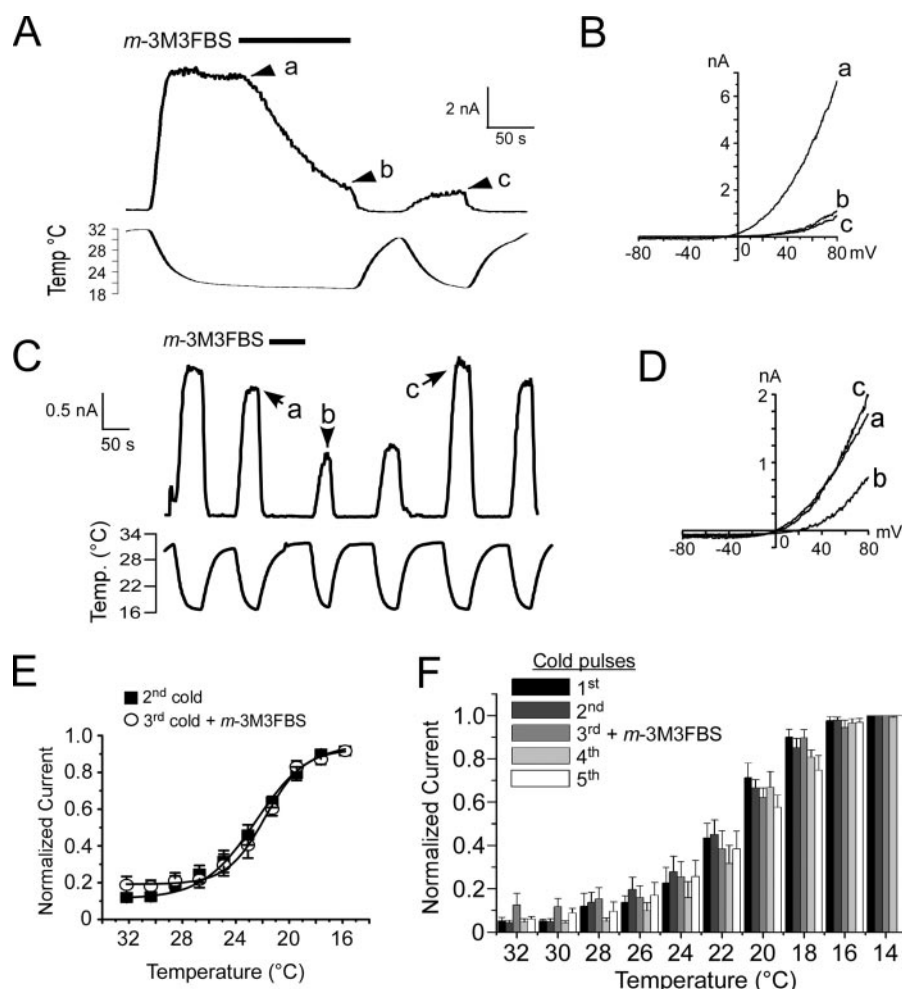 A
m-3M3FBS
a
b
c
2 nA
50 s
Temp °C
32
28
24
18
B
nA
6
4
2
a
b
c
-80
-40
0
40
80
mV
C
m-3M3FBS
0.5 nA
50 s
a
b
c
Temp. (°C)
34
28
22
16
D
nA
2
1
c
a
b
-80
-40
0
40
80
mV
E
2nd cold
3rd cold + m-3M3FBS
Normalized Current
1.0
0.8
0.6
0.4
0.2
0
32
28
24
20
16
Temperature (°C)
F
Cold pulses
1st
2nd
3rd + m-3M3FBS
4th
5th
Normalized Current
1.0
0.8
0.6
0.4
0.2
0
32
30
28
26
24
22
20
18
16
14
Temperature (°C)